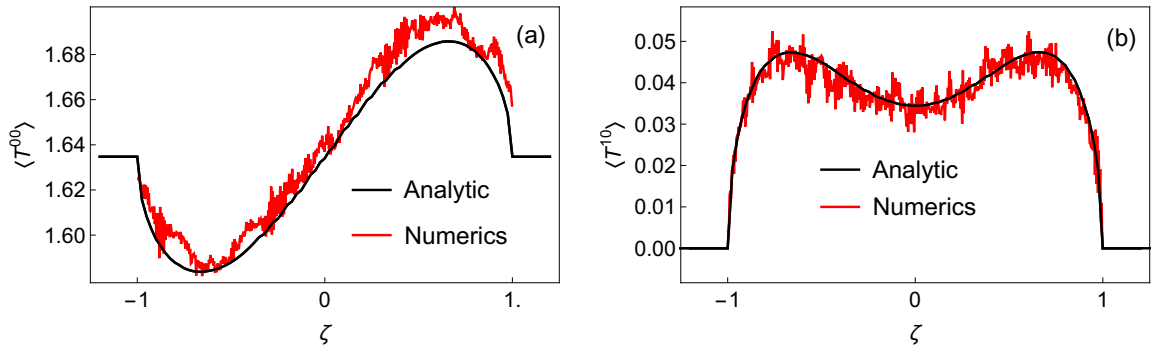 (a)
⟨T⁰⁰⟩
1.68
1.66
1.64
1.62
1.60
Analytic
Numerics
−1
0
1.
ζ
(b)
⟨T¹⁰⟩
0.05
0.04
0.03
0.02
0.01
0.00
Analytic
Numerics
−1
0
1
ζ